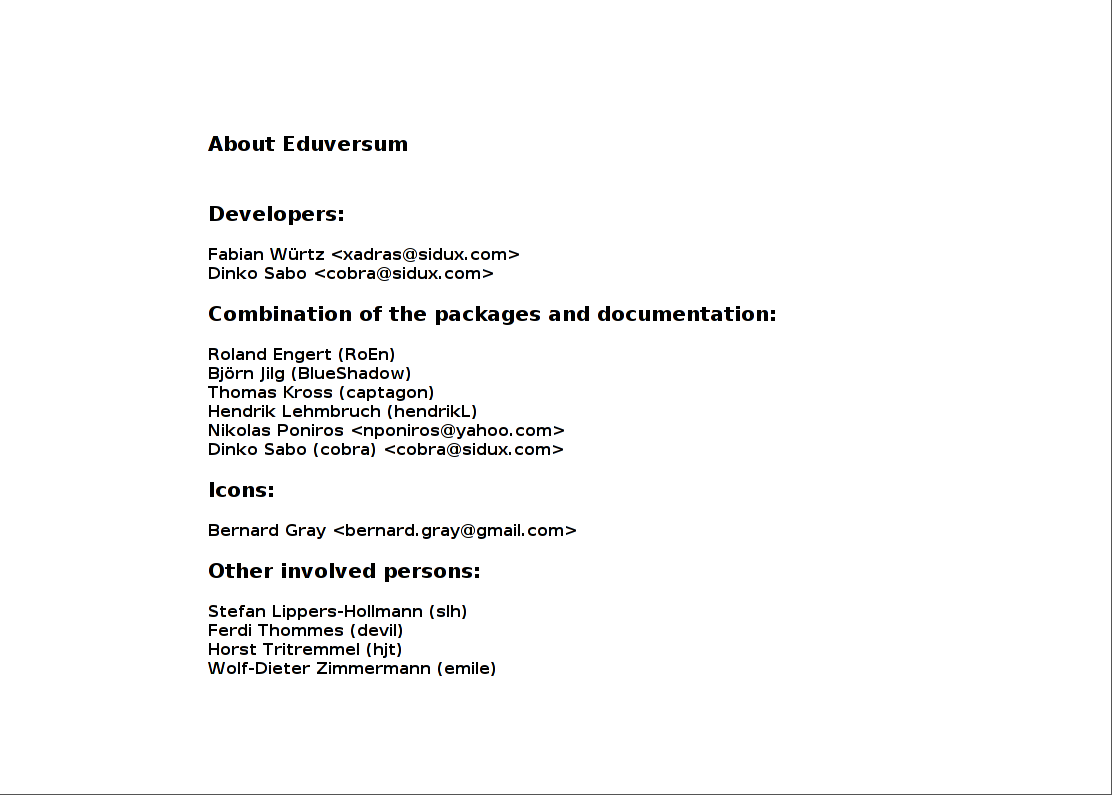 About Eduversum
Developers:
Fabian Würtz <xadras@sidux.com>
Dinko Sabo <cobra@sidux.com>
Combination of the packages and documentation:
Roland Engert (RoEn)
Björn Jilg (BlueShadow)
Thomas Kross (captagon)
Hendrik Lehmbruch (hendrikL)
Nikolas Poniros <nponiros@yahoo.com>
Dinko Sabo (cobra) <cobra@sidux.com>
Icons:
Bernard Gray <bernard.gray@gmail.com>
Other involved persons:
Stefan Lippers-Hollmann (slh)
Ferdi Thommes (devil)
Horst Tritremmel (hjt)
Wolf-Dieter Zimmermann (emile)